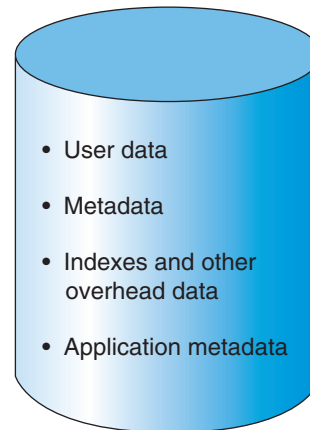 • User data
• Metadata
• Indexes and other
overhead data
• Application metadata